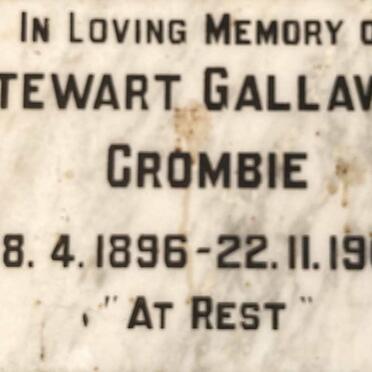 IN LOVING MEMORY O
TEWART GALLAW
CROMBIE
8. 4. 1896 - 22. 11. 19
"AT REST"